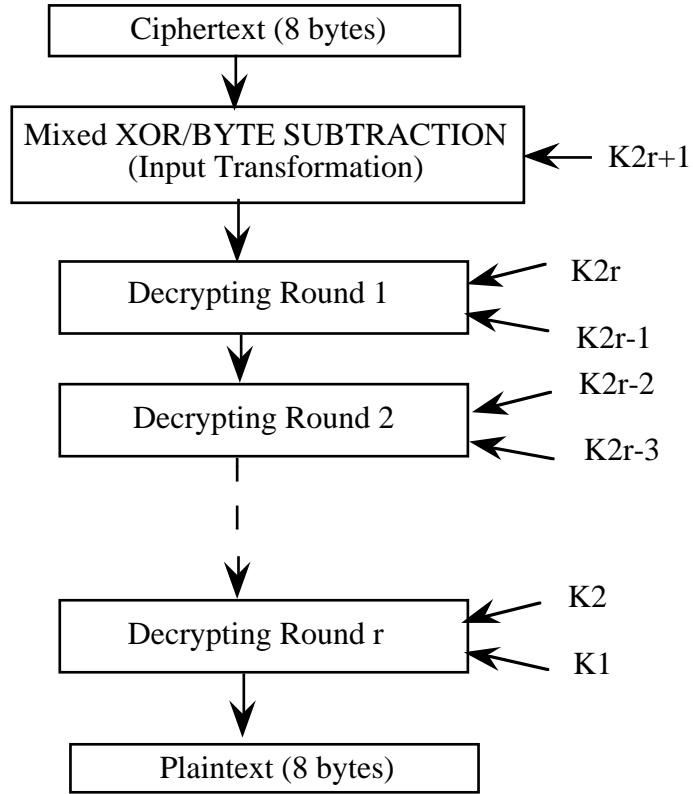 Ciphertext (8 bytes)
Mixed XOR/BYTE SUBTRACTION
(Input Transformation)
K2r+1
Decrypting Round 1
K2r
K2r-1
Decrypting Round 2
K2r-2
K2r-3
Decrypting Round r
K2
K1
Plaintext (8 bytes)